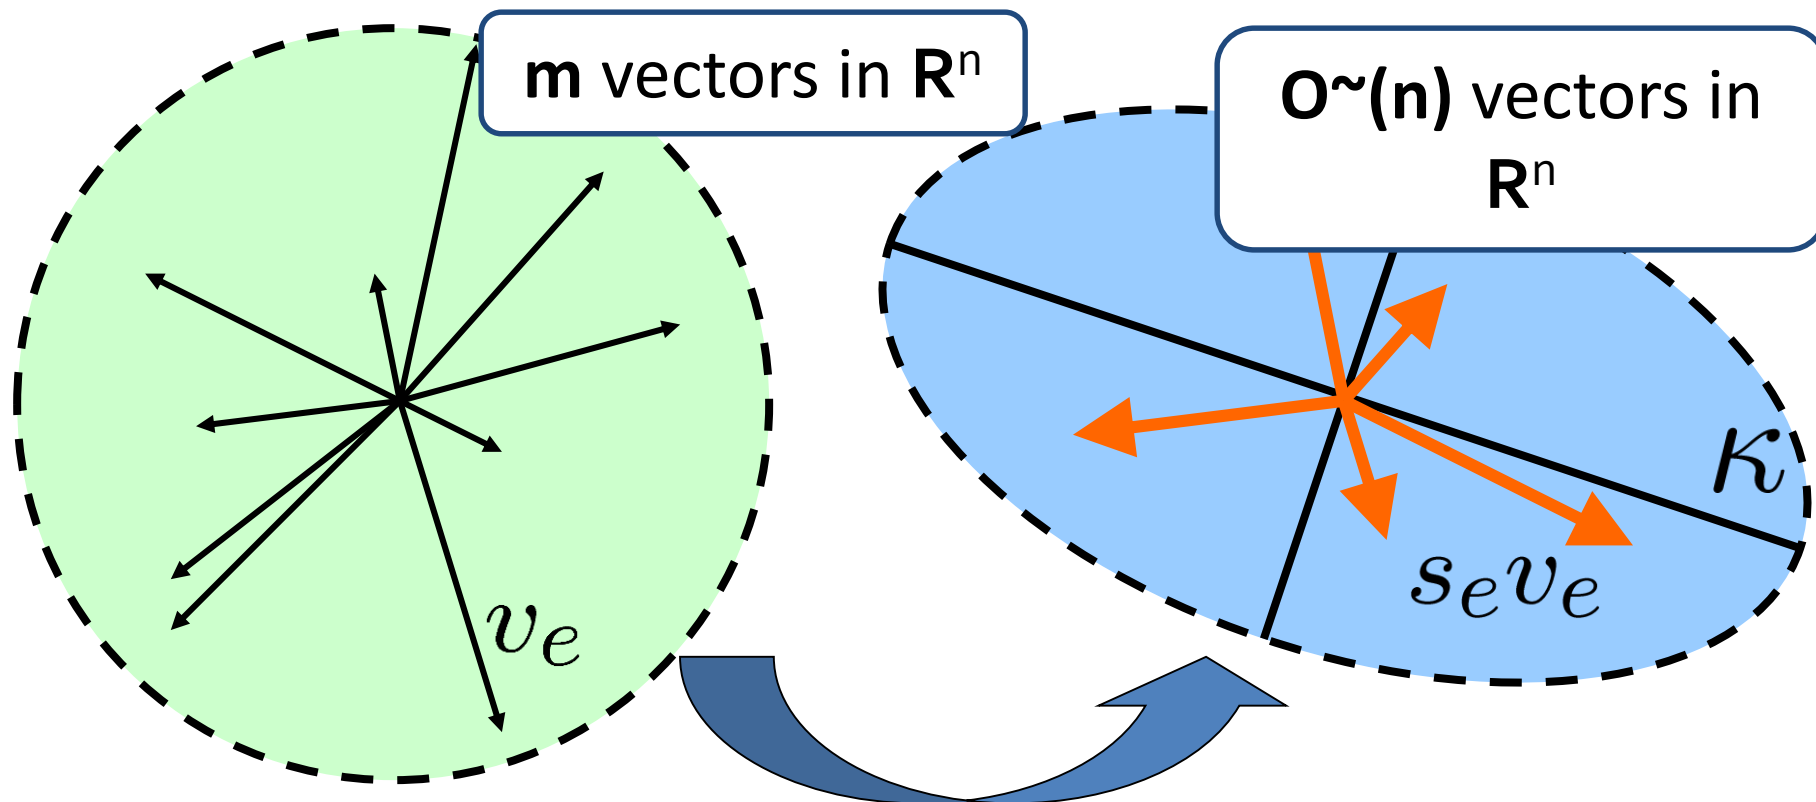 m vectors in Rⁿ
O~(n) vectors in
Rⁿ
κ
sₑvₑ
vₑ